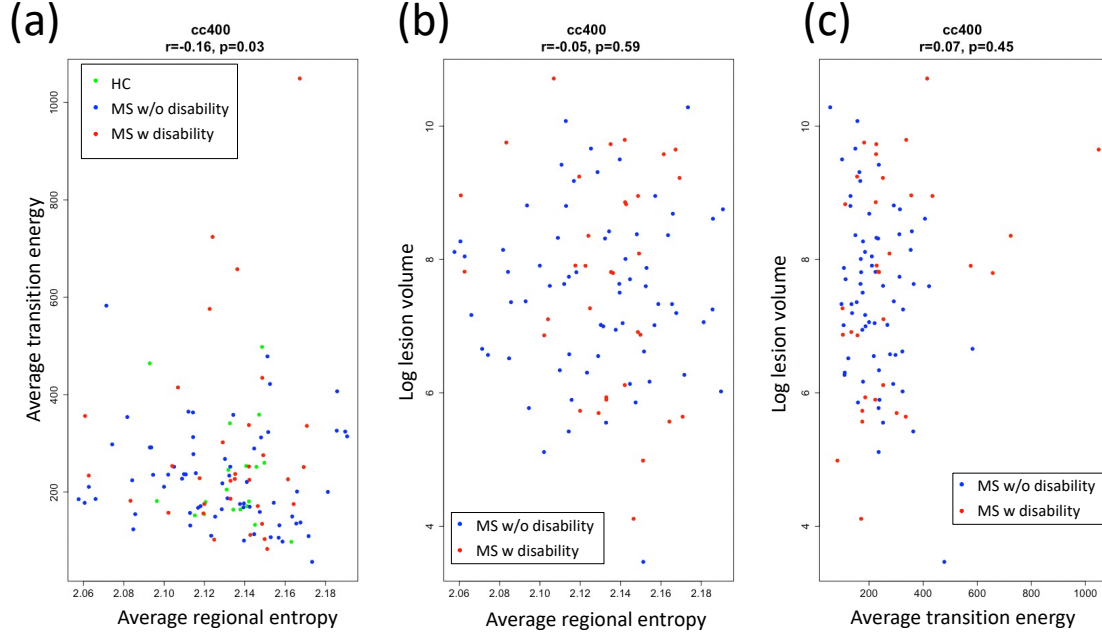 (a)
cc400
r=-0.16, p=0.03
HC
MS w/o disability
MS w disability
Average transition energy
200
400
600
800
1000
2.06
2.08
2.10
2.12
2.14
2.16
2.18
Average regional entropy
(b)
cc400
r=-0.05, p=0.59
Log lesion volume
4
6
8
10
MS w/o disability
MS w disability
2.06
2.08
2.10
2.12
2.14
2.16
2.18
Average regional entropy
(c)
cc400
r=0.07, p=0.45
Log lesion volume
4
6
8
10
MS w/o disability
MS w disability
200
400
600
800
1000
Average transition energy